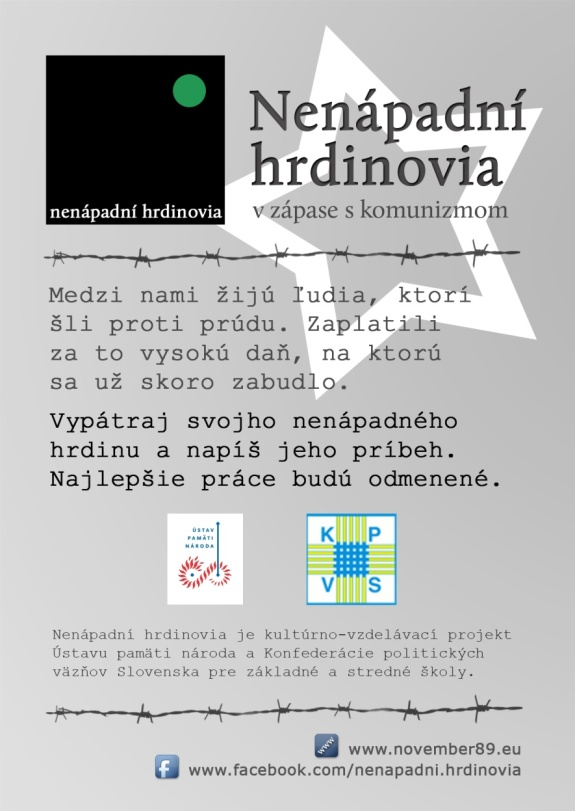 nenápadní hrdinovia
Nenápadní
hrdinovia
v zápase s komunizmom
Medzi nami žijú ľudia, ktorí
šli proti prúdu. Zaplatili
za to vysokú daň, na ktorú
sa už skoro zabudlo.
Vypátraj svojho nenápadného
hrdinu a napíš jeho príbeh.
Najlepšie práce budú odmenené.
ÚSTAV
PAMÄTI
NÁRODA
K P
V S
Nenápadní hrdinovia je kultúrno-vzdelávací projekt
Ústavu pamäti národa a Konfederácie politických
väzňov Slovenska pre základné a stredné školy.
www www.november89.eu
f www.facebook.com/nenapadni.hrdinovia